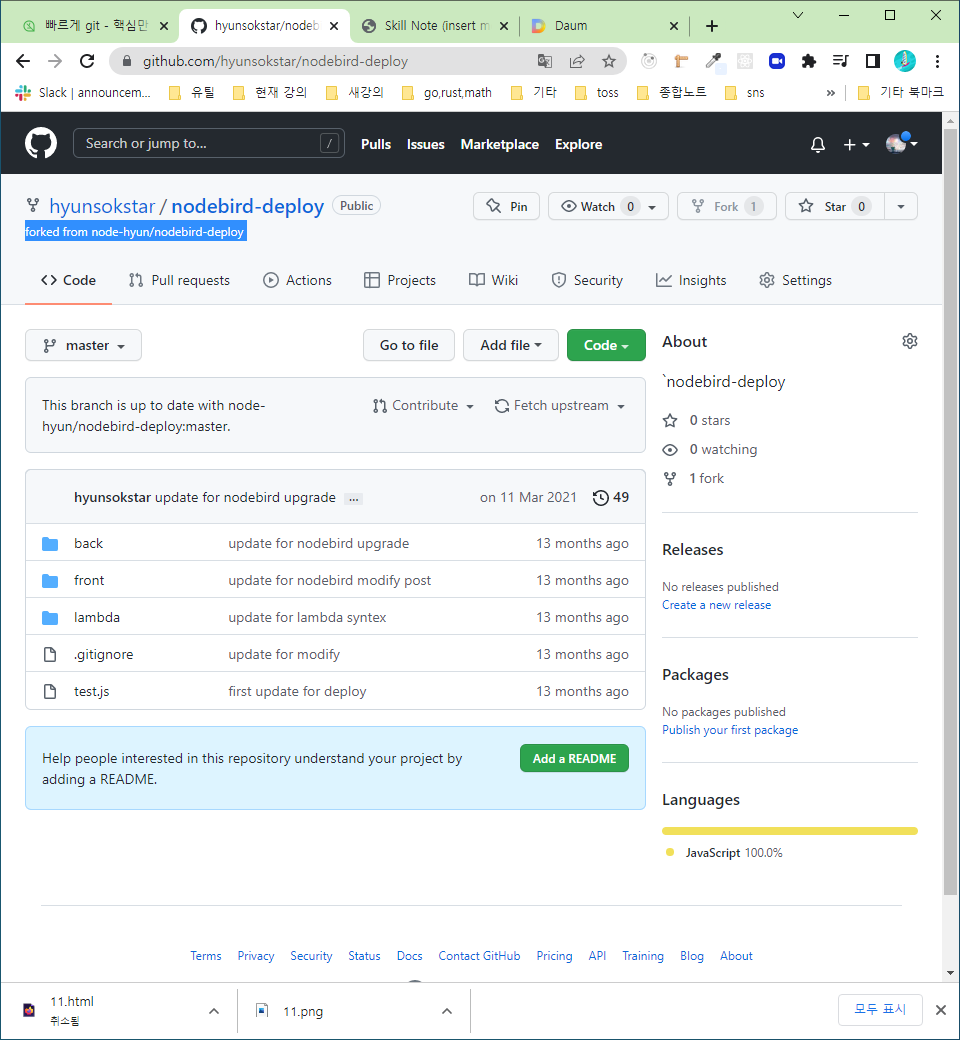 빠르게 git - 핵심만
hyunsokstar/nodeb
Skill Note (insert m
Daum
github.com/hyunsokstar/nodebird-deploy
Slack | announcem...
유틸
현재 강의
새강의
go,rust,math
기타
toss
종합노트
sns
»
기타 북마크
Search or jump to...
/
Pulls
Issues
Marketplace
Explore
hyunsokstar / nodebird-deploy
Public
Pin
Watch 0
Fork 1
Star 0
forked from node-hyun/nodebird-deploy
Code
Pull requests
Actions
Projects
Wiki
Security
Insights
Settings
master
Go to file
Add file
Code
This branch is up to date with node-
hyun/nodebird-deploy:master.
Contribute
Fetch upstream
hyunsokstar update for nodebird upgrade ...
on 11 Mar 2021
49
back update for nodebird upgrade 13 months ago
front update for nodebird modify post 13 months ago
lambda update for lambda syntex 13 months ago
.gitignore update for modify 13 months ago
test.js first update for deploy 13 months ago
Help people interested in this repository understand your project by
adding a README.
Add a README
About
`nodebird-deploy
0 stars
0 watching
1 fork
Releases
No releases published
Create a new release
Packages
No packages published
Publish your first package
Languages
JavaScript 100.0%
Terms
Privacy
Security
Status
Docs
Contact GitHub
Pricing
API
Training
Blog
About
11.html
취소됨
11.png
모두 표시